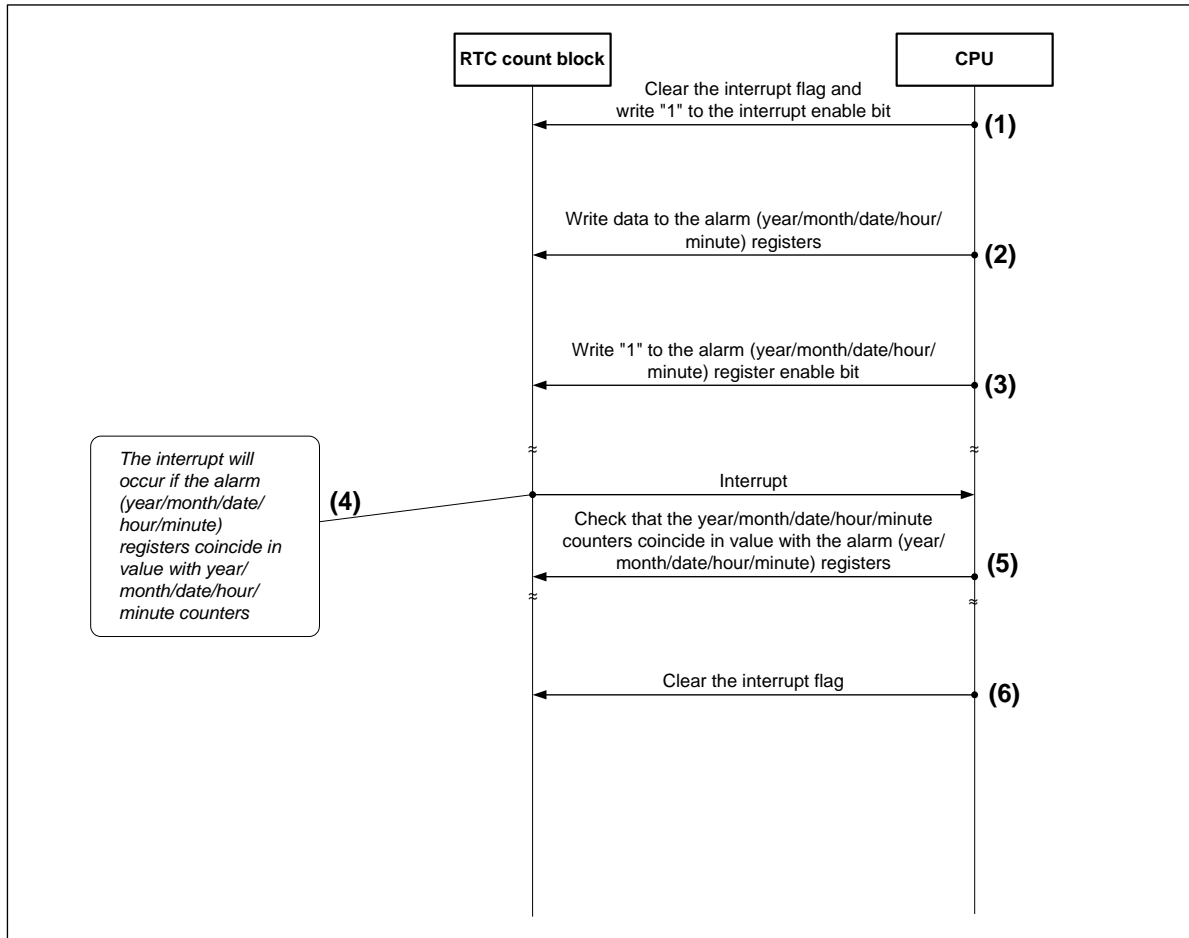 RTC count block
CPU
Clear the interrupt flag and
write "1" to the interrupt enable bit
(1)
Write data to the alarm (year/month/date/hour/
minute) registers
(2)
Write "1" to the alarm (year/month/date/hour/
minute) register enable bit
(3)
The interrupt will
occur if the alarm
(year/month/date/
hour/minute)
registers coincide in
value with year/
month/date/hour/
minute counters
(4)
Interrupt
Check that the year/month/date/hour/minute
counters coincide in value with the alarm (year/
month/date/hour/minute) registers
(5)
Clear the interrupt flag
(6)